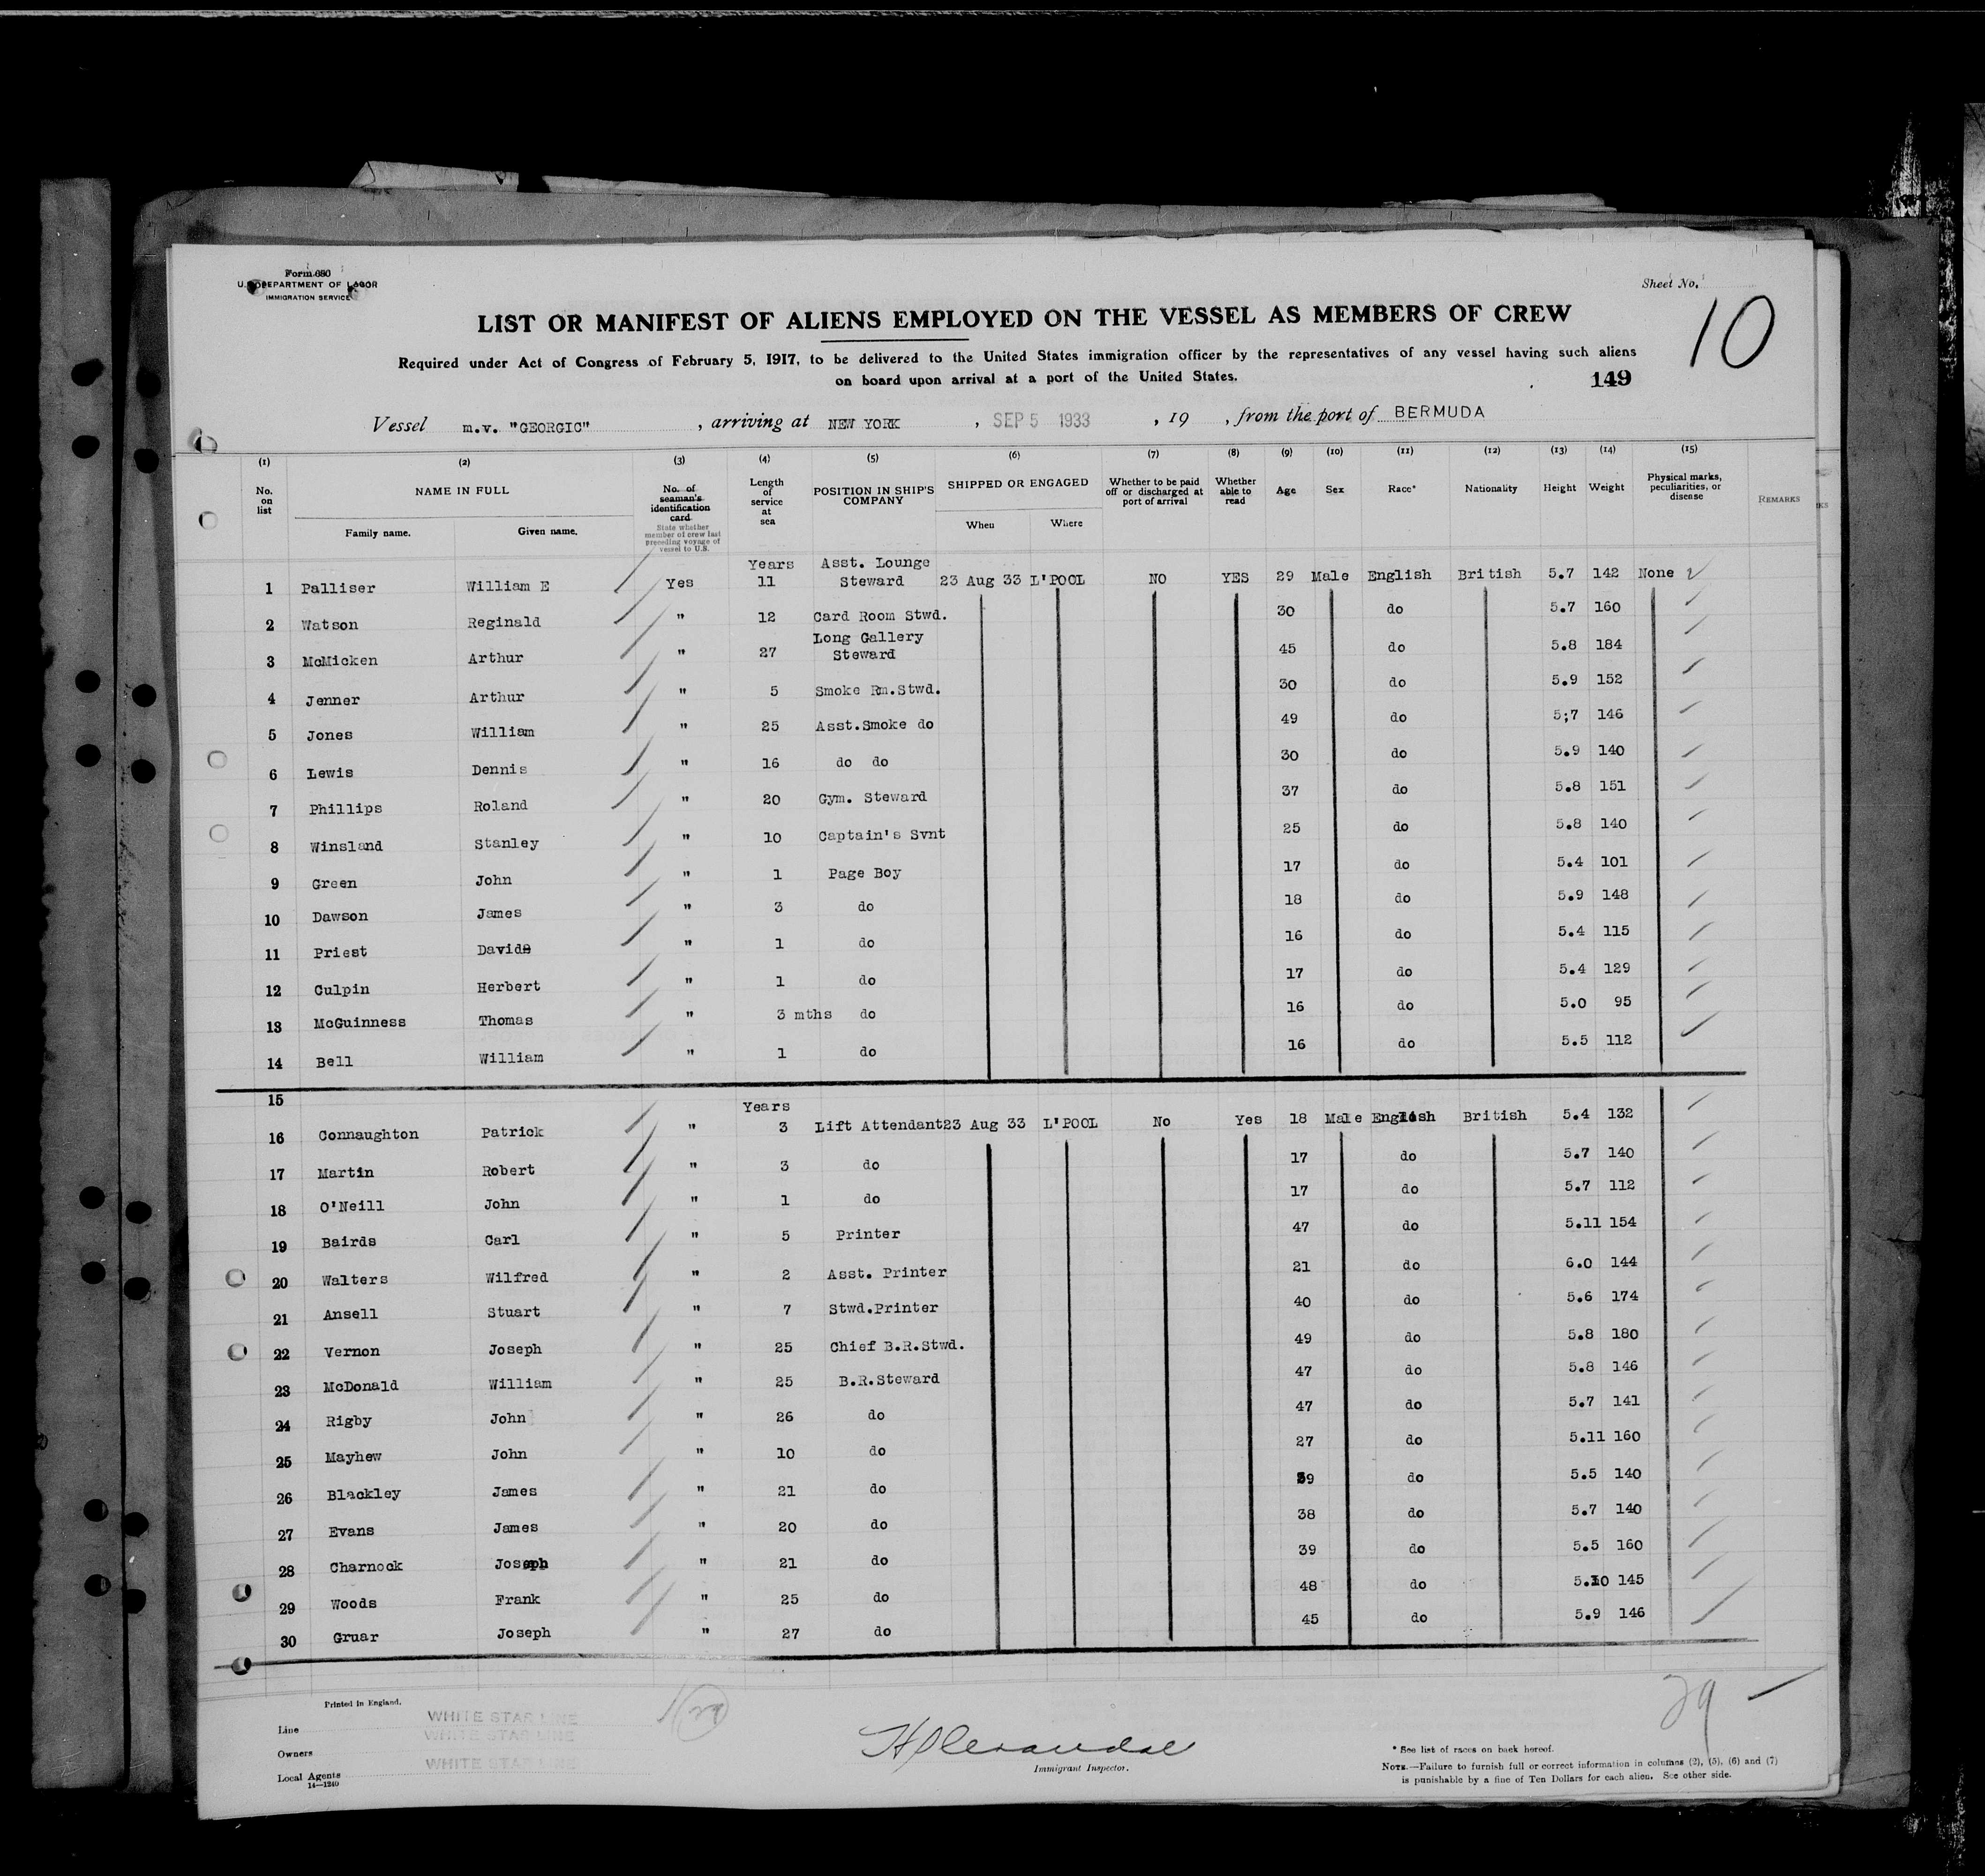 Form 680
U.S. DEPARTMENT OF LABOR
IMMIGRATION SERVICE
Sheet No.
10
LIST OR MANIFEST OF ALIENS EMPLOYED ON THE VESSEL AS MEMBERS OF CREW
Required under Act of Congress of February 5, 1917, to be delivered to the United States immigration officer by the representatives of any vessel having such aliens
on board upon arrival at a port of the United States.
149
Vessel m.v. "GEORGIC" , arriving at NEW YORK , SEP 5 1933 , 19 , from the port of BERMUDA
(1) (2) (3) (4) (5) (6) (7) (8) (9) (10) (11) (12) (13) (14) (15)
No. on list NAME IN FULL Family name. Given name. No. of seaman's identification card State whether member of crew last preceding voyage of vessel to U.S. Length of service at sea POSITION IN SHIP'S COMPANY SHIPPED OR ENGAGED When Where Whether to be paid off or discharged at port of arrival Whether able to read Age Sex Race* Nationality Height Weight Physical marks, peculiarities, or disease REMARKS
Years Asst. Lounge
1 Palliser William E Yes 11 Steward 23 Aug 33 L'POOL NO YES 29 Male English British 5.7 142 None
2 Watson Reginald " 12 Card Room Stwd. 30 do 5.7 160
Long Gallery
3 McMicken Arthur " 27 Steward 45 do 5.8 184
4 Jenner Arthur " 5 Smoke Rm.Stwd. 30 do 5.9 152
5 Jones William " 25 Asst.Smoke do 49 do 5;7 146
6 Lewis Dennis " 16 do do 30 do 5.9 140
7 Phillips Roland " 20 Gym. Steward 37 do 5.8 151
8 Winsland Stanley " 10 Captain's Svnt 25 do 5.8 140
9 Green John " 1 Page Boy 17 do 5.4 101
10 Dawson James " 3 do 18 do 5.9 148
11 Priest David " 1 do 16 do 5.4 115
12 Culpin Herbert " 1 do 17 do 5.4 129
13 McGuinness Thomas " 3 mths do 16 do 5.0 95
14 Bell William " 1 do 16 do 5.5 112
15
Years
16 Connaughton Patrick " 3 Lift Attendant 23 Aug 33 L'POOL No Yes 18 Male English British 5.4 132
17 Martin Robert " 3 do 17 do 5.7 140
18 O'Neill John " 1 do 17 do 5.7 112
19 Bairds Carl " 5 Printer 47 do 5.11 154
20 Walters Wilfred " 2 Asst. Printer 21 do 6.0 144
21 Ansell Stuart " 7 Stwd.Printer 40 do 5.6 174
22 Vernon Joseph " 25 Chief B.R.Stwd. 49 do 5.8 180
23 McDonald William " 25 B.R.Steward 47 do 5.8 146
24 Rigby John " 26 do 47 do 5.7 141
25 Mayhew John " 10 do 27 do 5.11 160
26 Blackley James " 21 do 39 do 5.5 140
27 Evans James " 20 do 38 do 5.7 140
28 Charnock Joseph " 21 do 39 do 5.5 160
29 Woods Frank " 25 do 48 do 5.10 145
30 Gruar Joseph " 27 do 45 do 5.9 146
Printed in England.
29
29
Line WHITE STAR LINE
Owners WHITE STAR LINE
Local Agents WHITE STAR LINE
14—1240
Immigrant Inspector.
* See list of races on back hereof.
NOTE.—Failure to furnish full or correct information in columns (2), (5), (6) and (7)
is punishable by a fine of Ten Dollars for each alien. See other side.